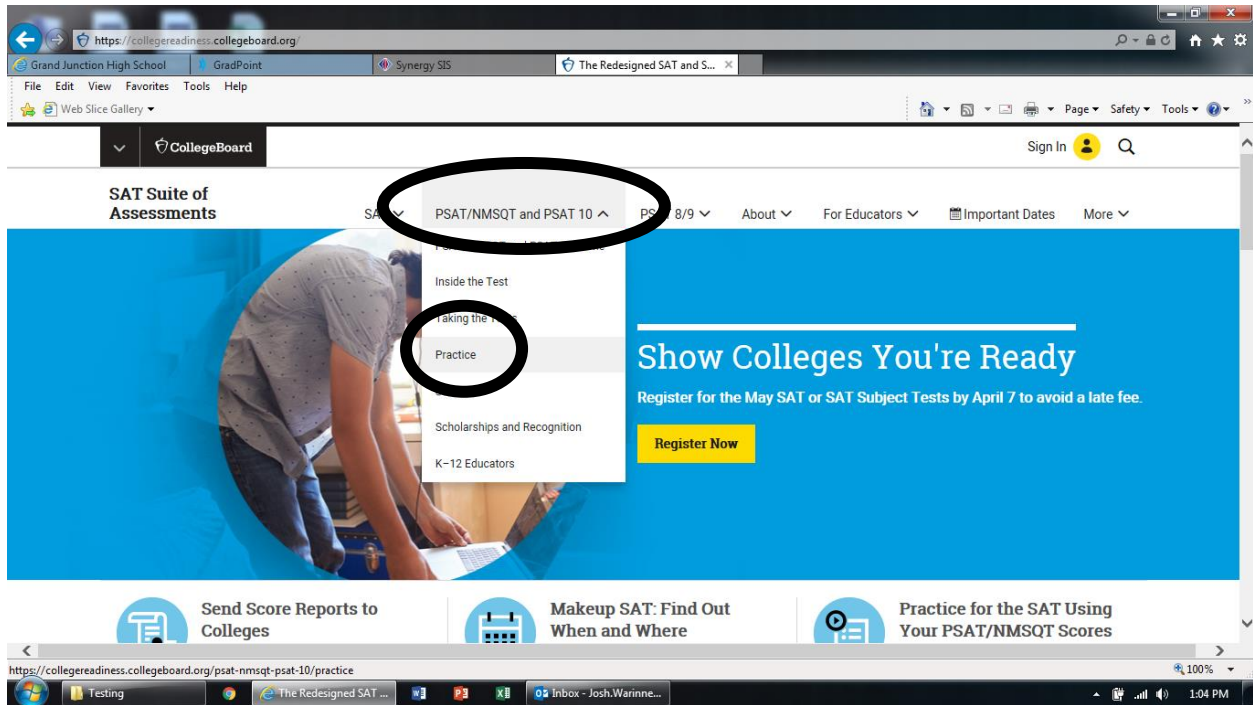 https://collegereadiness.collegeboard.org/
Grand Junction High School GradPoint Synergy SIS The Redesigned SAT and S...
File Edit View Favorites Tools Help
Web Slice Gallery Page Safety Tools
CollegeBoard Sign In
SAT Suite of
Assessments
PSAT/NMSQT and PSAT 10 8/9 About For Educators Important Dates More
Inside the Test
Taking the
Practice
Scholarships and Recognition
K–12 Educators
Show Colleges You're Ready
Register for the May SAT or SAT Subject Tests by April 7 to avoid a late fee.
Register Now
Send Score Reports to
Colleges
Makeup SAT: Find Out
When and Where
Practice for the SAT Using
Your PSAT/NMSQT Scores
https://collegereadiness.collegeboard.org/psat-nmsqt-psat-10/practice
100%
Testing The Redesigned SAT ... Inbox - Josh.Warinne... 1:04 PM